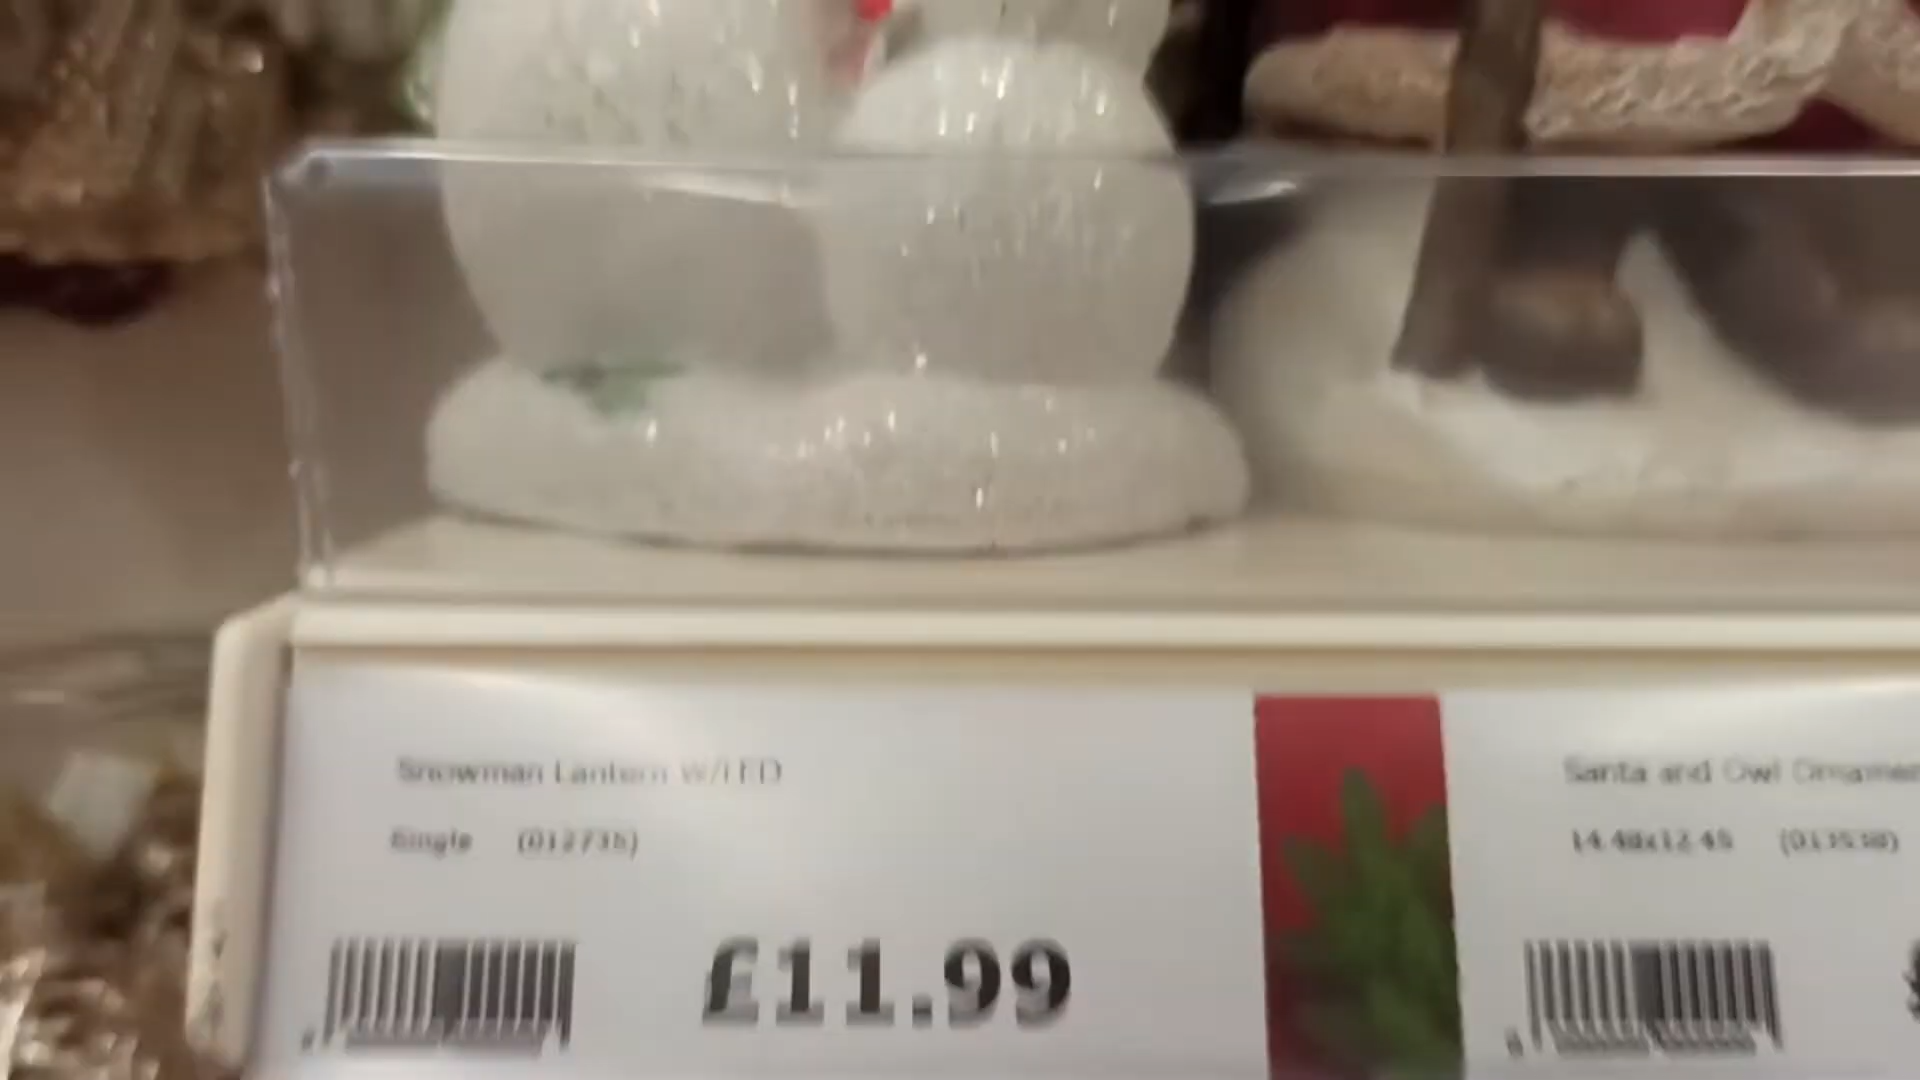 Snowman Lantern W/LED
Single (012735)
£11.99
Santa and Owl